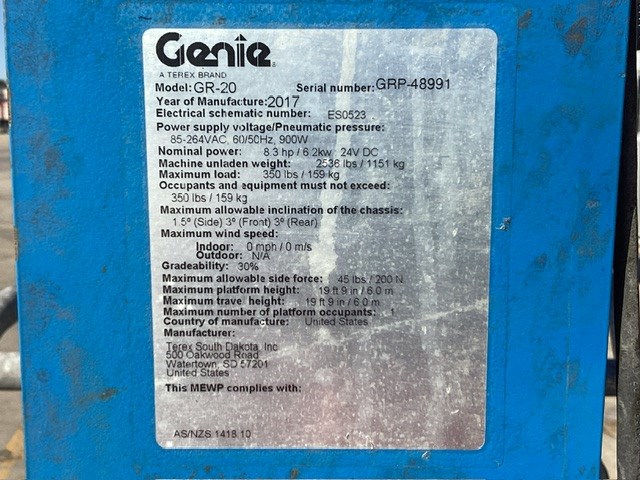 Genie
A TEREX BRAND
Model: GR-20 Serial number: GRP-48991
Year of Manufacture: 2017
Electrical schematic number: ES0523
Power supply voltage/Pneumatic pressure:
85-264VAC, 60/50Hz, 900W
Nominal power: 8.3 hp / 6.2kw 24V DC
Machine unladen weight: 2536 lbs / 1151 kg
Maximum load: 350 lbs / 159 kg
Occupants and equipment must not exceed:
350 lbs / 159 kg
Maximum allowable inclination of the chassis:
1.5º (Side) 3º (Front) 3º (Rear)
Maximum wind speed:
Indoor: 0 mph / 0 m/s
Outdoor: N/A
Gradeability: 30%
Maximum allowable side force: 45 lbs / 200 N
Maximum platform height: 19 ft 9 in / 6.0 m
Maximum travel height: 19 ft 9 in / 6.0 m
Maximum number of platform occupants: 1
Country of manufacture: United States
Manufacturer:
Terex South Dakota, Inc
500 Oakwood Road
Watertown, SD 57201
United States
This MEWP complies with:
AS/NZS 1418.10